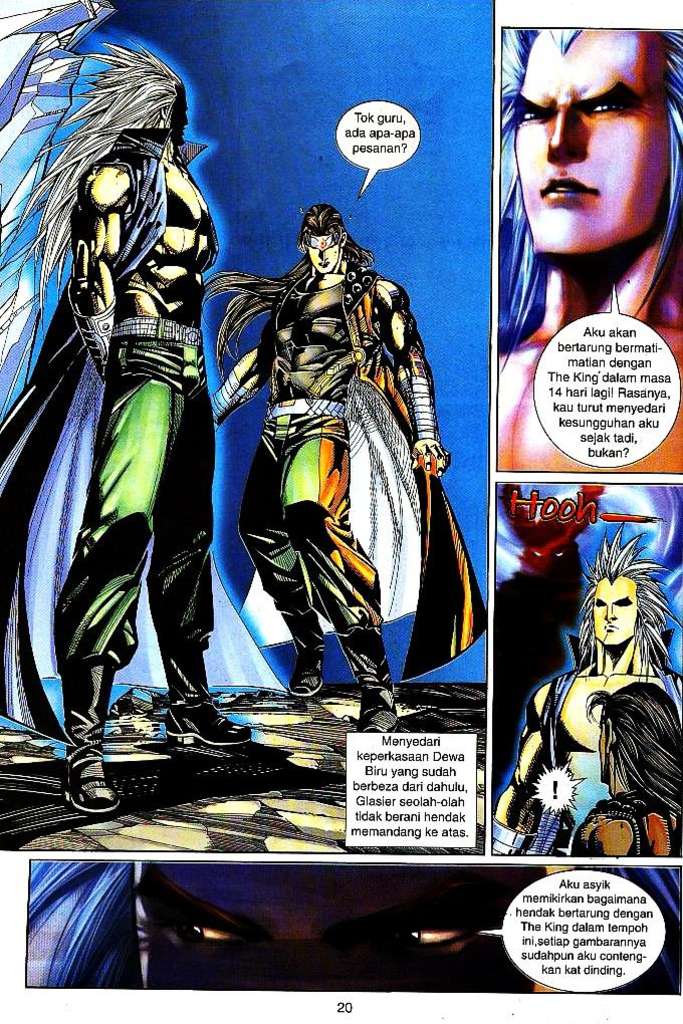 Tok guru,
ada apa-apa
pesanan?
Aku akan
bertarung bermati-
matian dengan
The King dalam masa
14 hari lagi! Rasanya,
kau turut menyedari
kesungguhan aku
sejak tadi,
bukan?
Hooh
!
Menyedari
keperkasaan Dewa
Biru yang sudah
berbeza dari dahulu,
Glasier seolah-olah
tidak berani hendak
memandang ke atas.
Aku asyik
memikirkan bagaimana
hendak bertarung dengan
The King dalam tempoh
ini,setiap gambarannya
sudahpun aku conteng-
kan kat dinding.
20